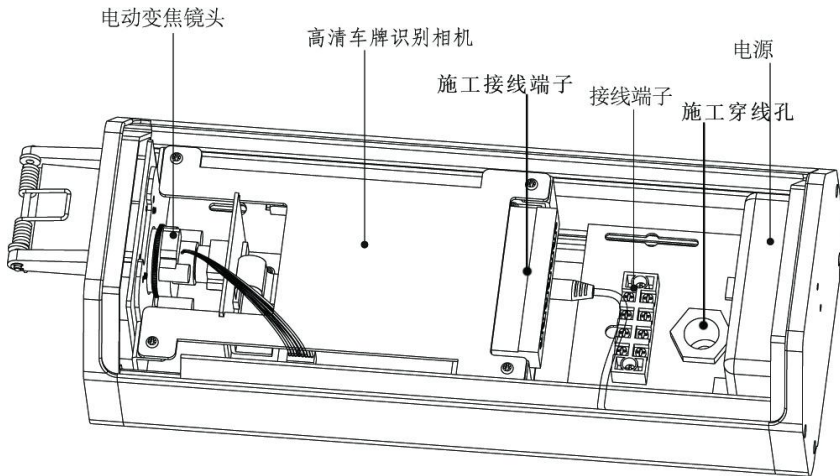 电动变焦镜头
高清车牌识别相机
电源
施工接线端子
接线端子
施工穿线孔